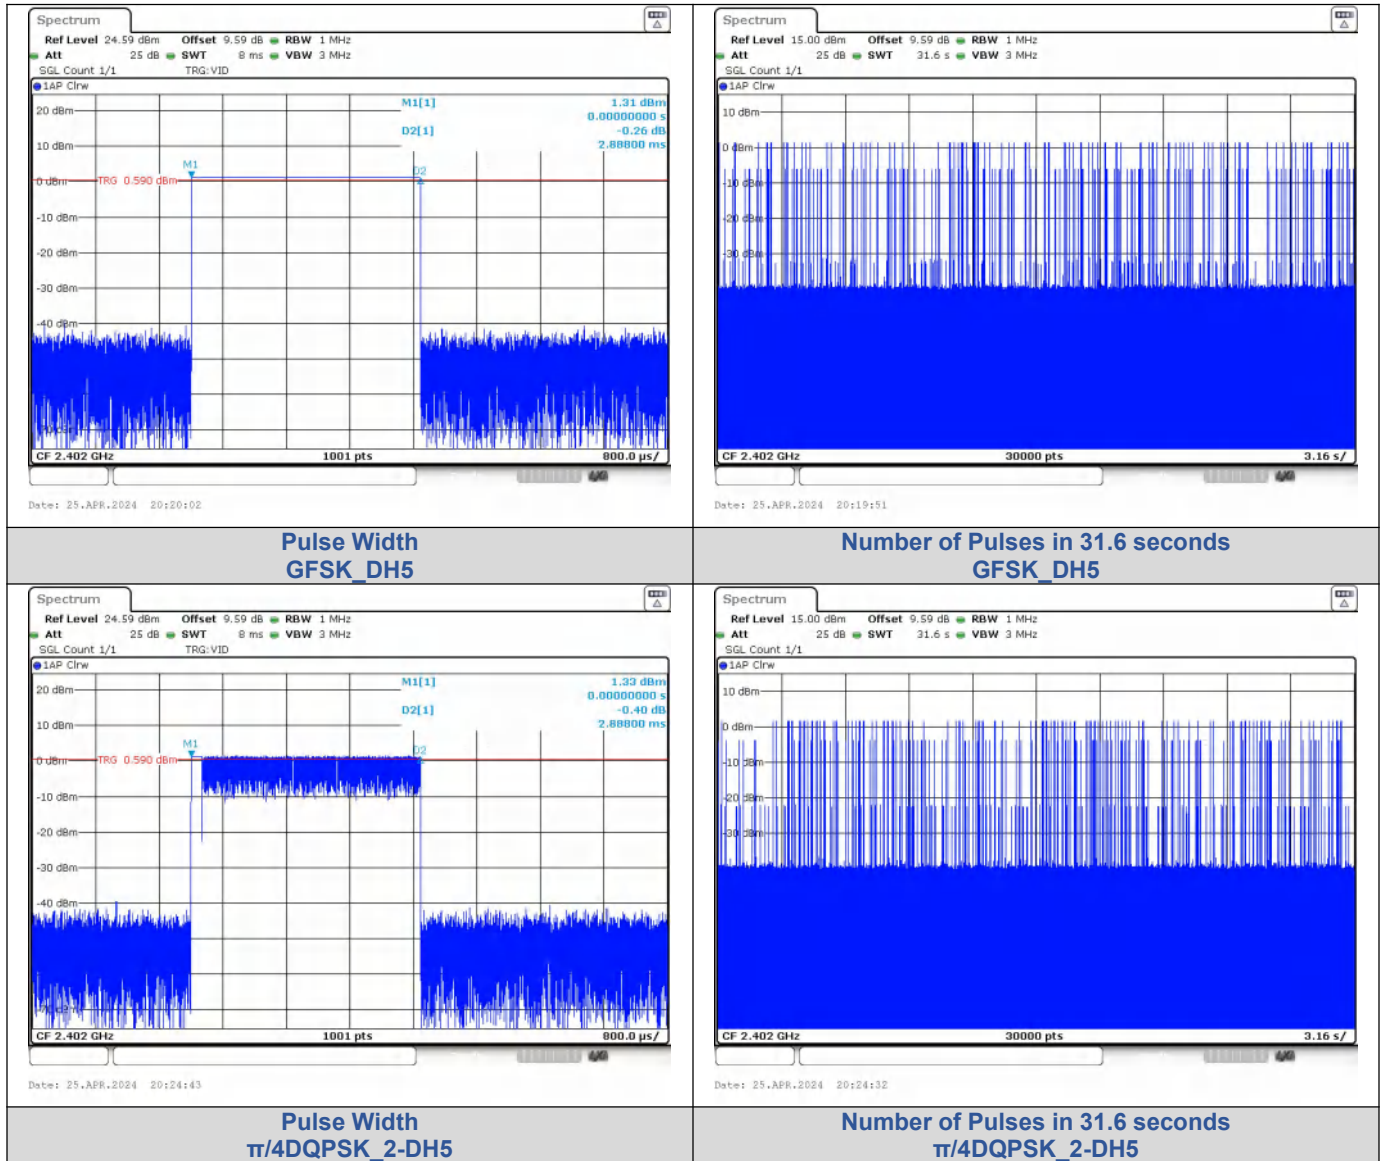 Spectrum
Ref Level 24.59 dBm Offset 9.59 dB RBW 1 MHz
Att 25 dB SWT 8 ms VBW 3 MHz
SGL Count 1/1 TRG:VID
1AP Clrw
M1[1] 1.31 dBm
0.00000000 s
D2[1] -0.26 dB
2.88800 ms
20 dBm
10 dBm
M1
D2
0 dBm
TRG 0.590 dBm
-10 dBm
-20 dBm
-30 dBm
-40 dBm
CF 2.402 GHz 1001 pts 800.0 µs/
Date: 25.APR.2024 20:20:02
Spectrum
Ref Level 15.00 dBm Offset 9.59 dB RBW 1 MHz
Att 25 dB SWT 31.6 s VBW 3 MHz
SGL Count 1/1
1AP Clrw
10 dBm
0 dBm
-10 dBm
-20 dBm
-30 dBm
CF 2.402 GHz 30000 pts 3.16 s/
Date: 25.APR.2024 20:19:51
Pulse Width
GFSK_DH5
Number of Pulses in 31.6 seconds
GFSK_DH5
Spectrum
Ref Level 24.59 dBm Offset 9.59 dB RBW 1 MHz
Att 25 dB SWT 8 ms VBW 3 MHz
SGL Count 1/1 TRG:VID
1AP Clrw
M1[1] 1.33 dBm
0.00000000 s
D2[1] -0.40 dB
2.88800 ms
20 dBm
10 dBm
M1
D2
0 dBm
TRG 0.590 dBm
-10 dBm
-20 dBm
-30 dBm
-40 dBm
CF 2.402 GHz 1001 pts 800.0 µs/
Date: 25.APR.2024 20:24:43
Spectrum
Ref Level 15.00 dBm Offset 9.59 dB RBW 1 MHz
Att 25 dB SWT 31.6 s VBW 3 MHz
SGL Count 1/1
1AP Clrw
10 dBm
0 dBm
-10 dBm
-20 dBm
-30 dBm
CF 2.402 GHz 30000 pts 3.16 s/
Date: 25.APR.2024 20:24:32
Pulse Width
π/4DQPSK_2-DH5
Number of Pulses in 31.6 seconds
π/4DQPSK_2-DH5